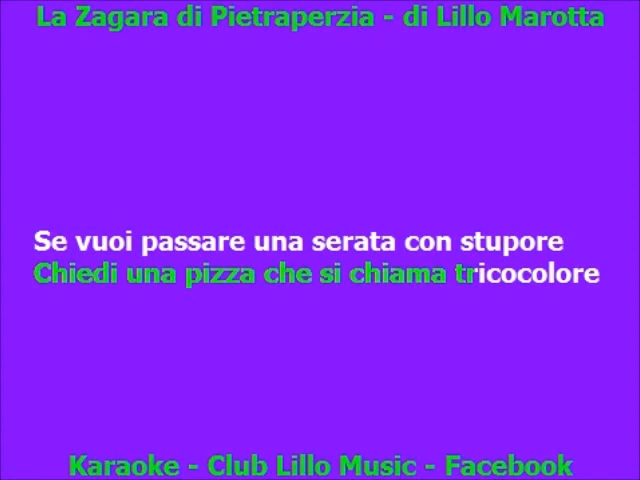 La Zagara di Pietraperzia - di Lillo Marotta
Se vuoi passare una serata con stupore
Chiedi una pizza che si chiama tricocolore
Karaoke - Club Lillo Music - Facebook